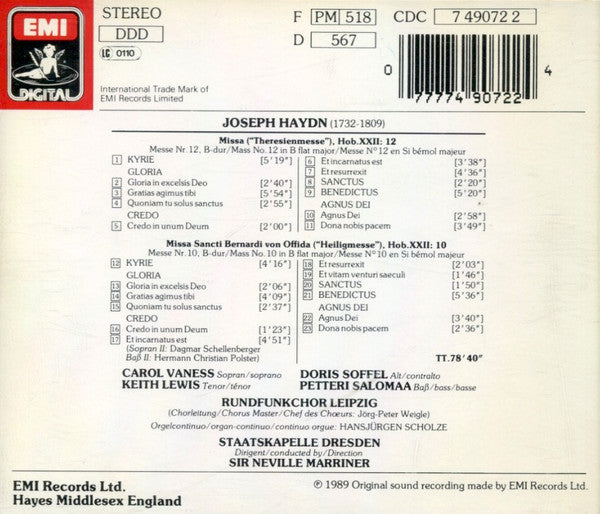 EMI
DIGITAL
STEREO
DDD
LC 0110
International Trade Mark of
EMI Records Limited
F PM 518 CDC 7 49072 2
D 567
0 77774 90722 4
JOSEPH HAYDN (1732-1809)
Missa ("Theresienmesse"), Hob.XXII: 12
Messe Nr.12, B-dur/Mass No.12 in B flat major/Messe N° 12 en Si bémol majeur
1 KYRIE [5'19"]
GLORIA
2 Gloria in excelsis Deo [2'40"]
3 Gratias agimus tibi [5'54"]
4 Quoniam tu solus sanctus [2'55"]
CREDO
5 Credo in unum Deum [2'00"]
6 Et incarnatus est [3'38"]
7 Et resurrexit [4'36"]
8 SANCTUS [2'20"]
9 BENEDICTUS [5'20"]
AGNUS DEI
10 Agnus Dei [2'58"]
11 Dona nobis pacem [3'49"]
Missa Sancti Bernardi von Offida ("Heiligmesse"), Hob.XXII: 10
Messe Nr.10, B-dur/Mass No.10 in B flat major/Messe N° 10 en Si bémol majeur
12 KYRIE [4'16"]
GLORIA
13 Gloria in excelsis Deo [2'06"]
14 Gratias agimus tibi [4'09"]
15 Quoniam tu solus sanctus [2'37"]
CREDO
16 Credo in unum Deum [1'23"]
17 Et incarnatus est [4'51"]
(Sopran II: Dagmar Schellenberger
Baß II: Hermann Christian Polster)
18 Et resurrexit [2'03"]
19 Et vitam venturi saeculi [1'46"]
20 SANCTUS [1'50"]
21 BENEDICTUS [5'36"]
AGNUS DEI
22 Agnus Dei [3'40"]
23 Dona nobis pacem [2'36"]
TT.78'40"
CAROL VANESS Sopran/soprano DORIS SOFFEL Alt/contralto
KEITH LEWIS Tenor/ténor PETTERI SALOMAA Baß/bass/basse
RUNDFUNKCHOR LEIPZIG
(Chorleitung/Chorus Master/Chef des Chœurs: Jörg-Peter Weigle)
Orgelcontinuo/organ-continuo/continuo orgue: HANSJÜRGEN SCHOLZE
STAATSKAPELLE DRESDEN
Dirigent/conducted by/Direction
SIR NEVILLE MARRINER
EMI Records Ltd.
Hayes Middlesex England
℗ 1989 Original sound recording made by EMI Records Ltd.